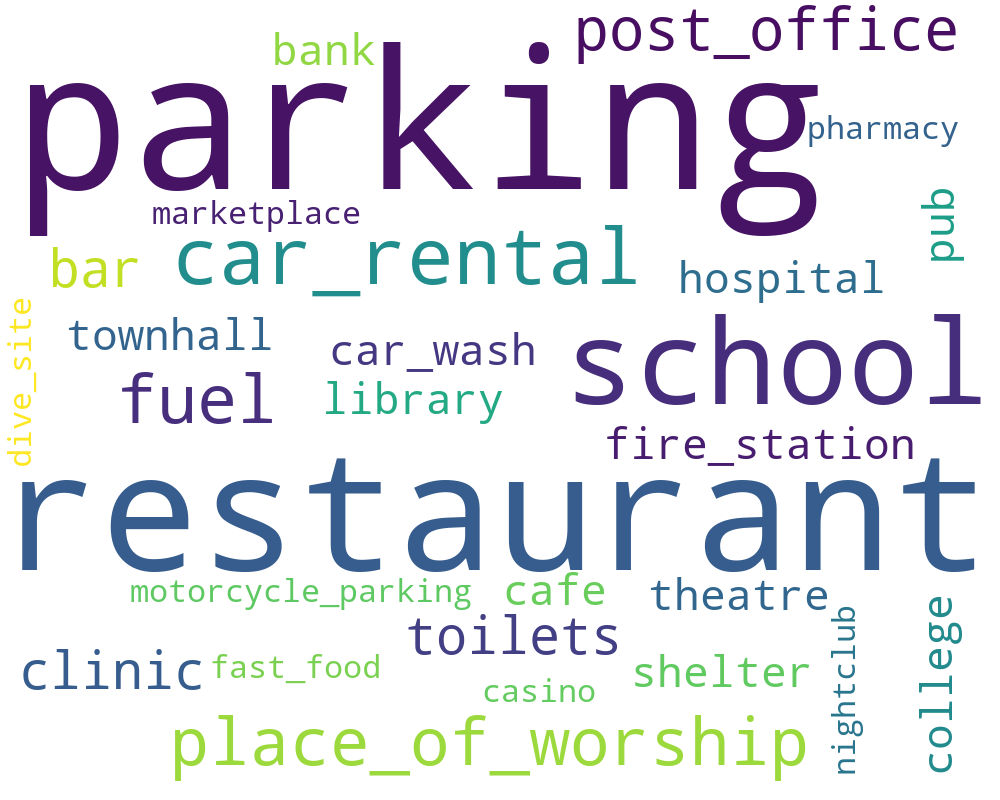 post_office
bank
parking
pharmacy
marketplace
pub
car_rental
bar
hospital
dive_site
townhall
car_wash
school
fuel
library
fire_station
restaurant
motorcycle_parking
cafe
theatre
college
nightclub
toilets
clinic
fast_food
shelter
casino
place_of_worship